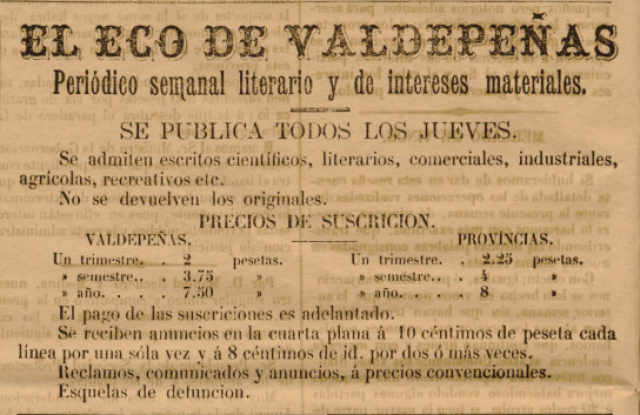 EL ECO DE VALDEPEÑAS
Periódico semanal literario y de intereses materiales.
SE PUBLICA TODOS LOS JUEVES.
Se admiten escritos científicos, literarios, comerciales, industriales,
agrícolas, recreativos etc.
No se devuelven los originales.
PRECIOS DE SUSCRICION.
VALDEPEÑAS. PROVÍNCIAS.
Un trimestre. . 2 pesetas. Un trimestre. . 2.25 pesetas.
» semestre. . . 3.75 » » semestre. . . 4 »
» año. . . . 7.50 » » año. . . . 8 »
El pago de las suscriciones es adelantado.
Se reciben anuncios en la cuarta plana á 10 céntimos de peseta cada
línea por una sóla vez y á 8 céntimos de id. por dos ó más veces.
Reclamos, comunicados y anuncios, á precios convencionales.
Esquelas de defuncion.